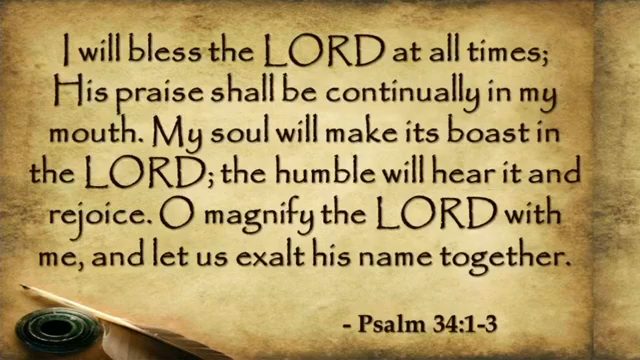 I will bless the LORD at all times;
His praise shall be continually in my
mouth. My soul will make its boast in
the LORD; the humble will hear it and
rejoice. O magnify the LORD with
me, and let us exalt his name together.
- Psalm 34:1-3